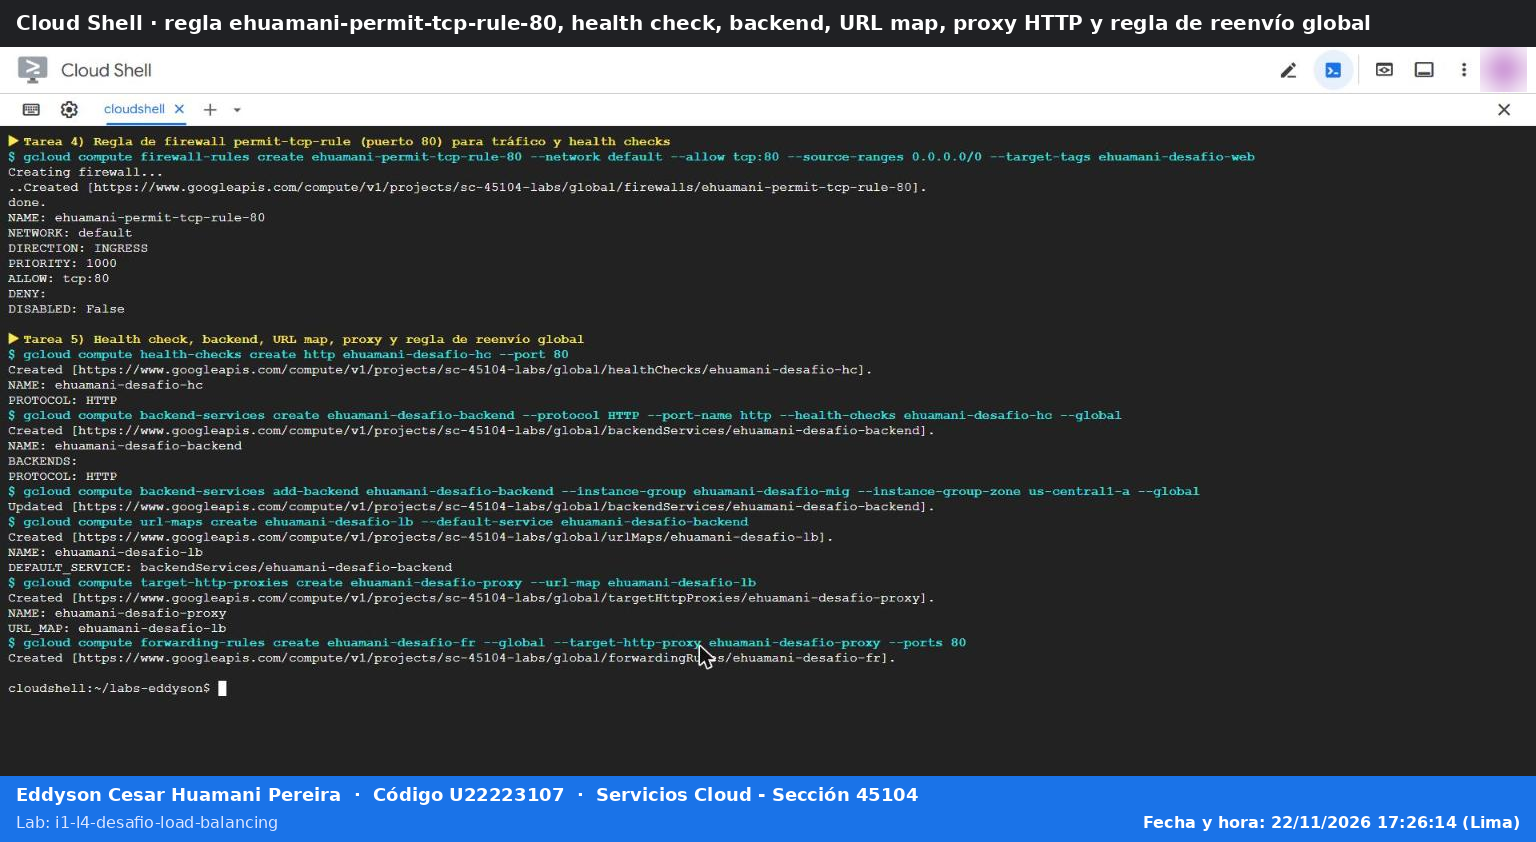 Cloud Shell · regla ehuamani-permit-tcp-rule-80, health check, backend, URL map, proxy HTTP y regla de reenvío global
Cloud Shell
cloudshell
▶ Tarea 4) Regla de firewall permit-tcp-rule (puerto 80) para tráfico y health checks
$ gcloud compute firewall-rules create ehuamani-permit-tcp-rule-80 --network default --allow tcp:80 --source-ranges 0.0.0.0/0 --target-tags ehuamani-desafio-web
Creating firewall...
..Created [https://www.googleapis.com/compute/v1/projects/sc-45104-labs/global/firewalls/ehuamani-permit-tcp-rule-80].
done.
NAME: ehuamani-permit-tcp-rule-80
NETWORK: default
DIRECTION: INGRESS
PRIORITY: 1000
ALLOW: tcp:80
DENY:
DISABLED: False
▶ Tarea 5) Health check, backend, URL map, proxy y regla de reenvío global
$ gcloud compute health-checks create http ehuamani-desafio-hc --port 80
Created [https://www.googleapis.com/compute/v1/projects/sc-45104-labs/global/healthChecks/ehuamani-desafio-hc].
NAME: ehuamani-desafio-hc
PROTOCOL: HTTP
$ gcloud compute backend-services create ehuamani-desafio-backend --protocol HTTP --port-name http --health-checks ehuamani-desafio-hc --global
Created [https://www.googleapis.com/compute/v1/projects/sc-45104-labs/global/backendServices/ehuamani-desafio-backend].
NAME: ehuamani-desafio-backend
BACKENDS:
PROTOCOL: HTTP
$ gcloud compute backend-services add-backend ehuamani-desafio-backend --instance-group ehuamani-desafio-mig --instance-group-zone us-central1-a --global
Updated [https://www.googleapis.com/compute/v1/projects/sc-45104-labs/global/backendServices/ehuamani-desafio-backend].
$ gcloud compute url-maps create ehuamani-desafio-lb --default-service ehuamani-desafio-backend
Created [https://www.googleapis.com/compute/v1/projects/sc-45104-labs/global/urlMaps/ehuamani-desafio-lb].
NAME: ehuamani-desafio-lb
DEFAULT_SERVICE: backendServices/ehuamani-desafio-backend
$ gcloud compute target-http-proxies create ehuamani-desafio-proxy --url-map ehuamani-desafio-lb
Created [https://www.googleapis.com/compute/v1/projects/sc-45104-labs/global/targetHttpProxies/ehuamani-desafio-proxy].
NAME: ehuamani-desafio-proxy
URL_MAP: ehuamani-desafio-lb
$ gcloud compute forwarding-rules create ehuamani-desafio-fr --global --target-http-proxy ehuamani-desafio-proxy --ports 80
Created [https://www.googleapis.com/compute/v1/projects/sc-45104-labs/global/forwardingRules/ehuamani-desafio-fr].
cloudshell:~/labs-eddyson$
Eddyson Cesar Huamani Pereira · Código U22223107 · Servicios Cloud - Sección 45104
Lab: i1-l4-desafio-load-balancing
Fecha y hora: 22/11/2026 17:26:14 (Lima)